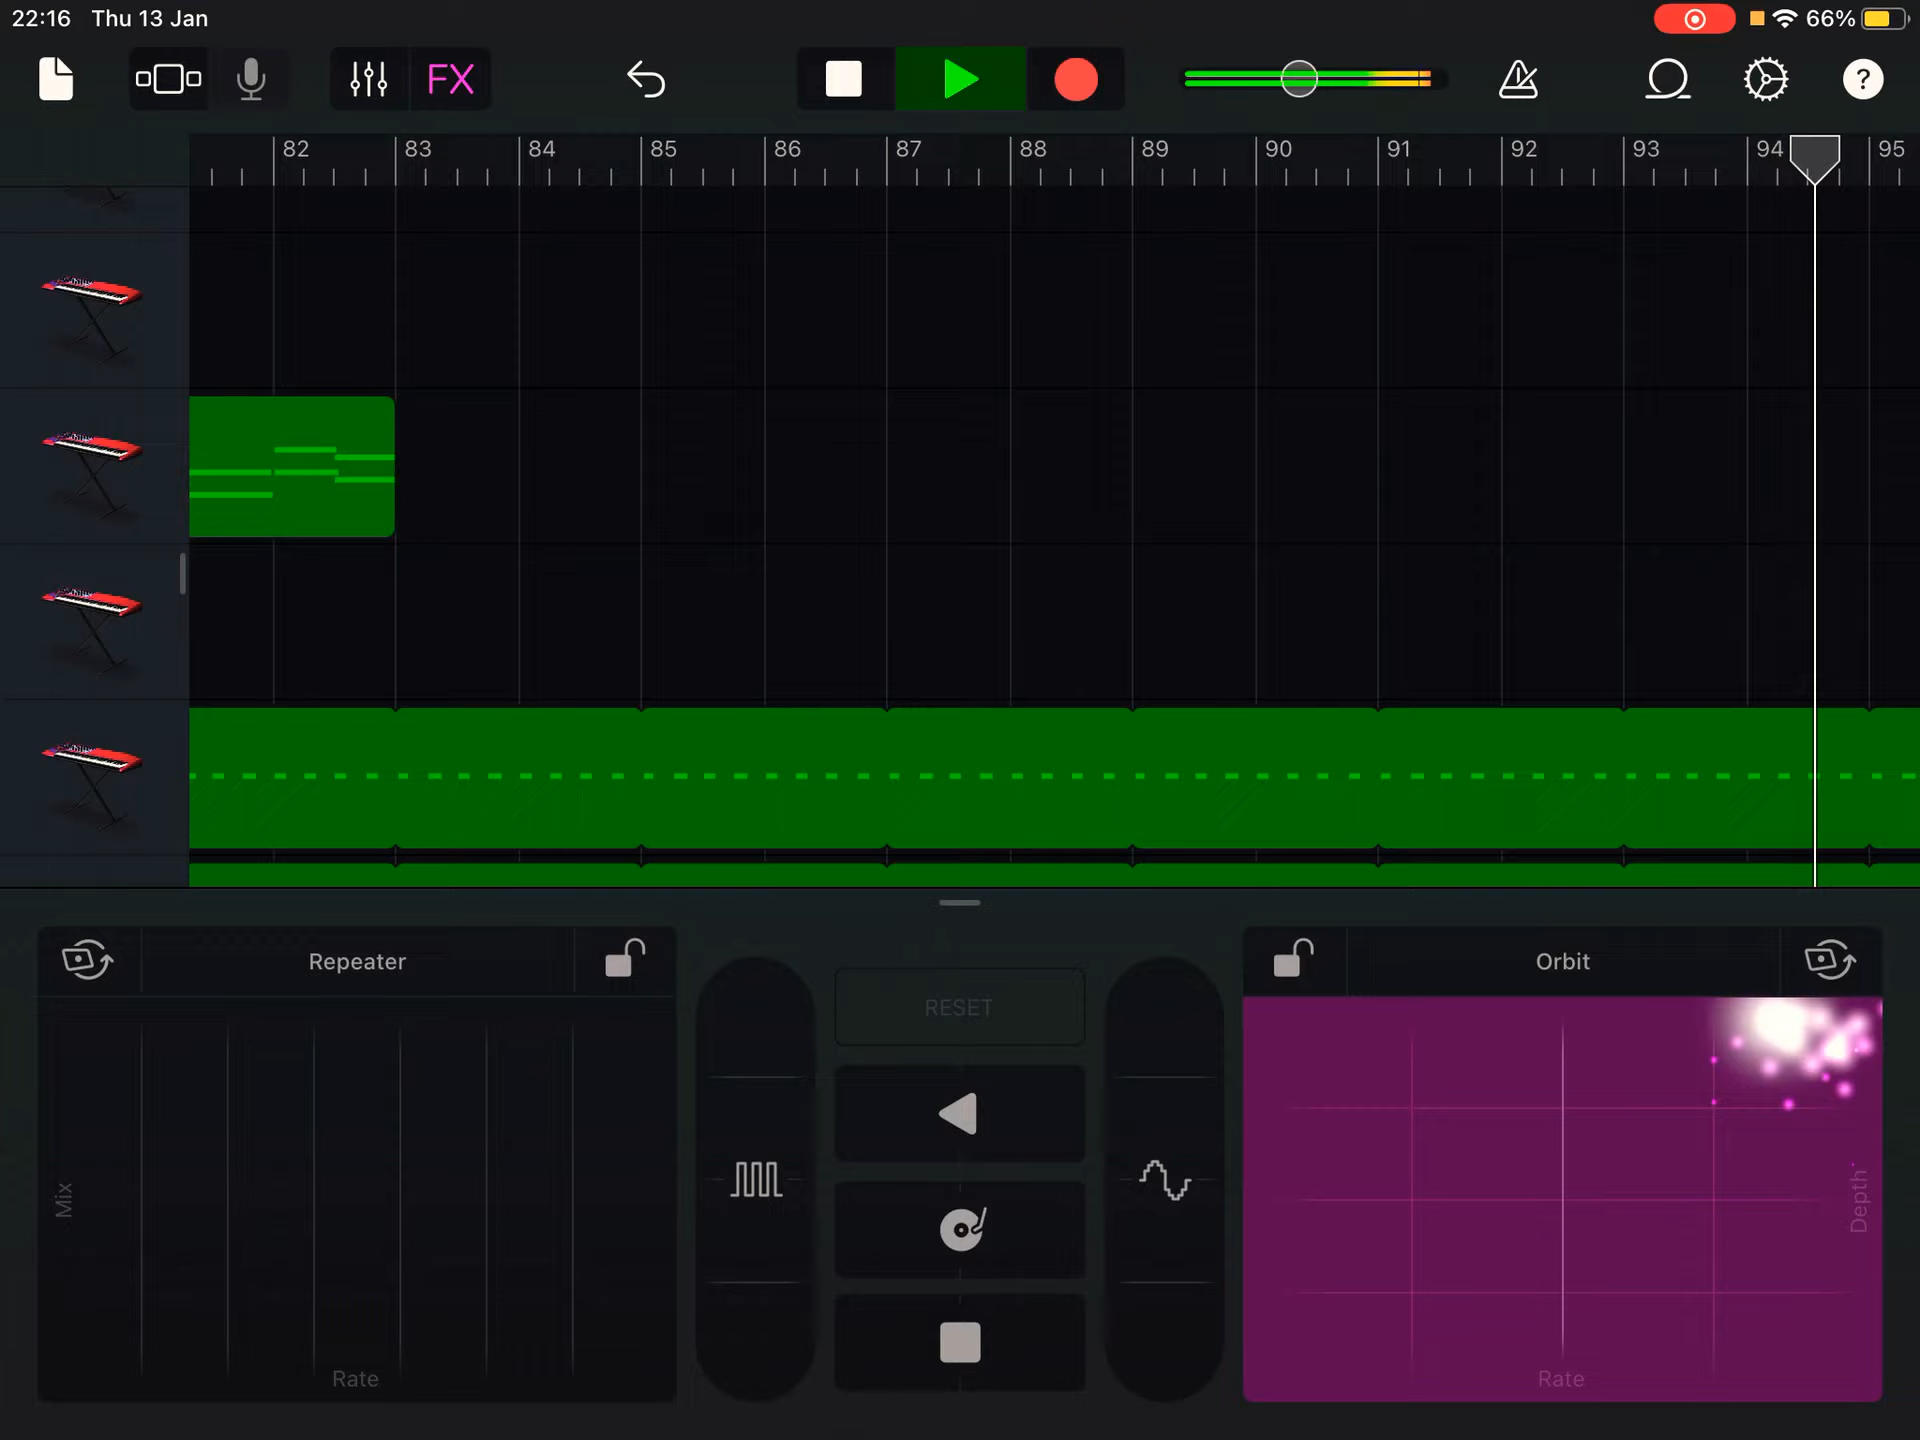 22:16 Thu 13 Jan 66%
FX ?
82 83 84 85 86 87 88 89 90 91 92 93 94 95
Repeater Orbit
RESET
Mix Depth
Rate Rate